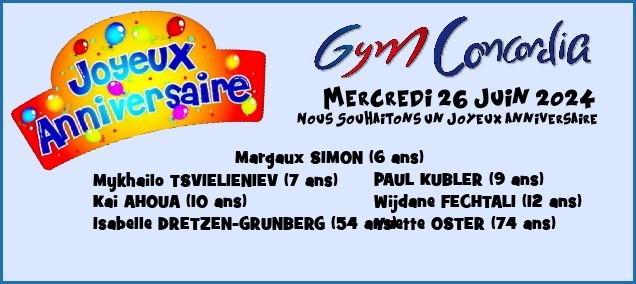 Joyeux
Anniversaire
Gym Concordia
MERCREDI 26 JUIN 2024
NOUS SOUHAITONS UN JOYEUX ANNIVERSAIRE
Margaux SIMON (6 ans)
Mykhailo TSVIELIENIEV (7 ans) PAUL KUBLER (9 ans)
Kai AHOUA (10 ans) Wijdane FECHTALI (12 ans)
Isabelle DRETZEN-GRUNBERG (54 ans) OSTER (74 ans)